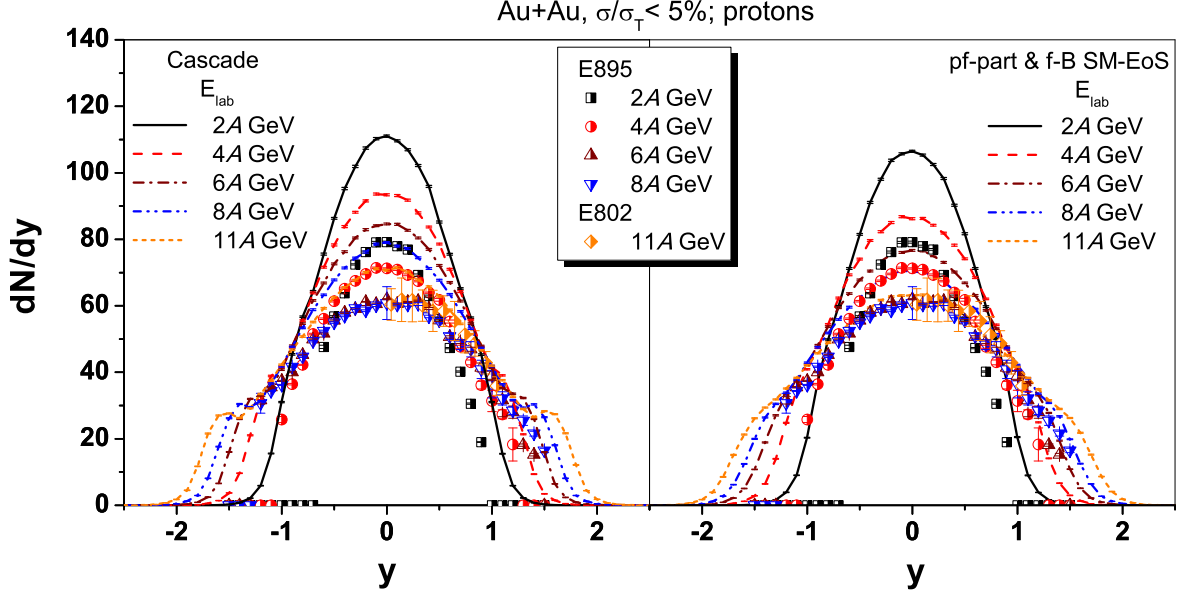 Au+Au, σ/σT< 5%; protons
140
120
100
80
60
40
20
0
dN/dy
Cascade
Elab
2A GeV
4A GeV
6A GeV
8A GeV
11A GeV
E895
2A GeV
4A GeV
6A GeV
8A GeV
E802
11A GeV
pf-part & f-B SM-EoS
Elab
2A GeV
4A GeV
6A GeV
8A GeV
11A GeV
-2 -1 0 1 2
-2 -1 0 1 2
y
y